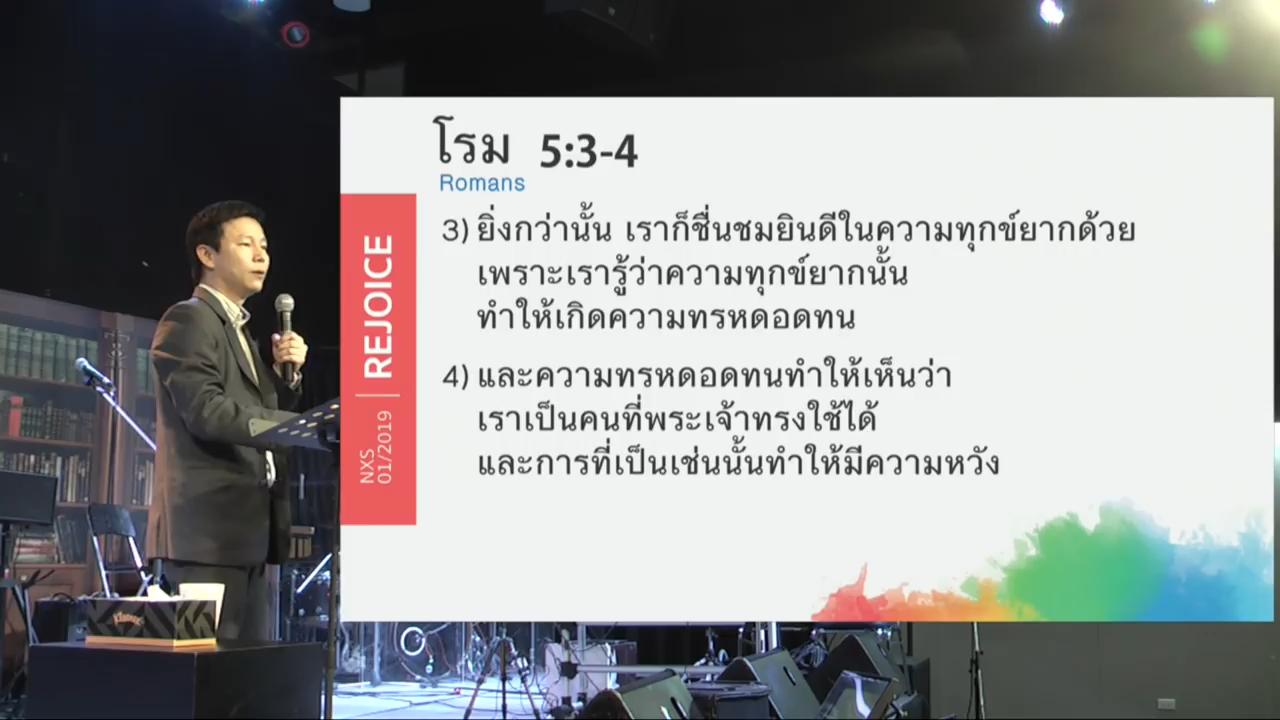 โรม 5:3-4
Romans
3) ยิ่งกว่านั้น เราก็ชื่นชมยินดีในความทุกข์ยากด้วย
เพราะเรารู้ว่าความทุกข์ยากนั้น
ทำให้เกิดความทรหดอดทน
4) และความทรหดอดทนทำให้เห็นว่า
เราเป็นคนที่พระเจ้าทรงใช้ได้
และการที่เป็นเช่นนั้นทำให้มีความหวัง
NXS
01/2019 | REJOICE
Kleenex